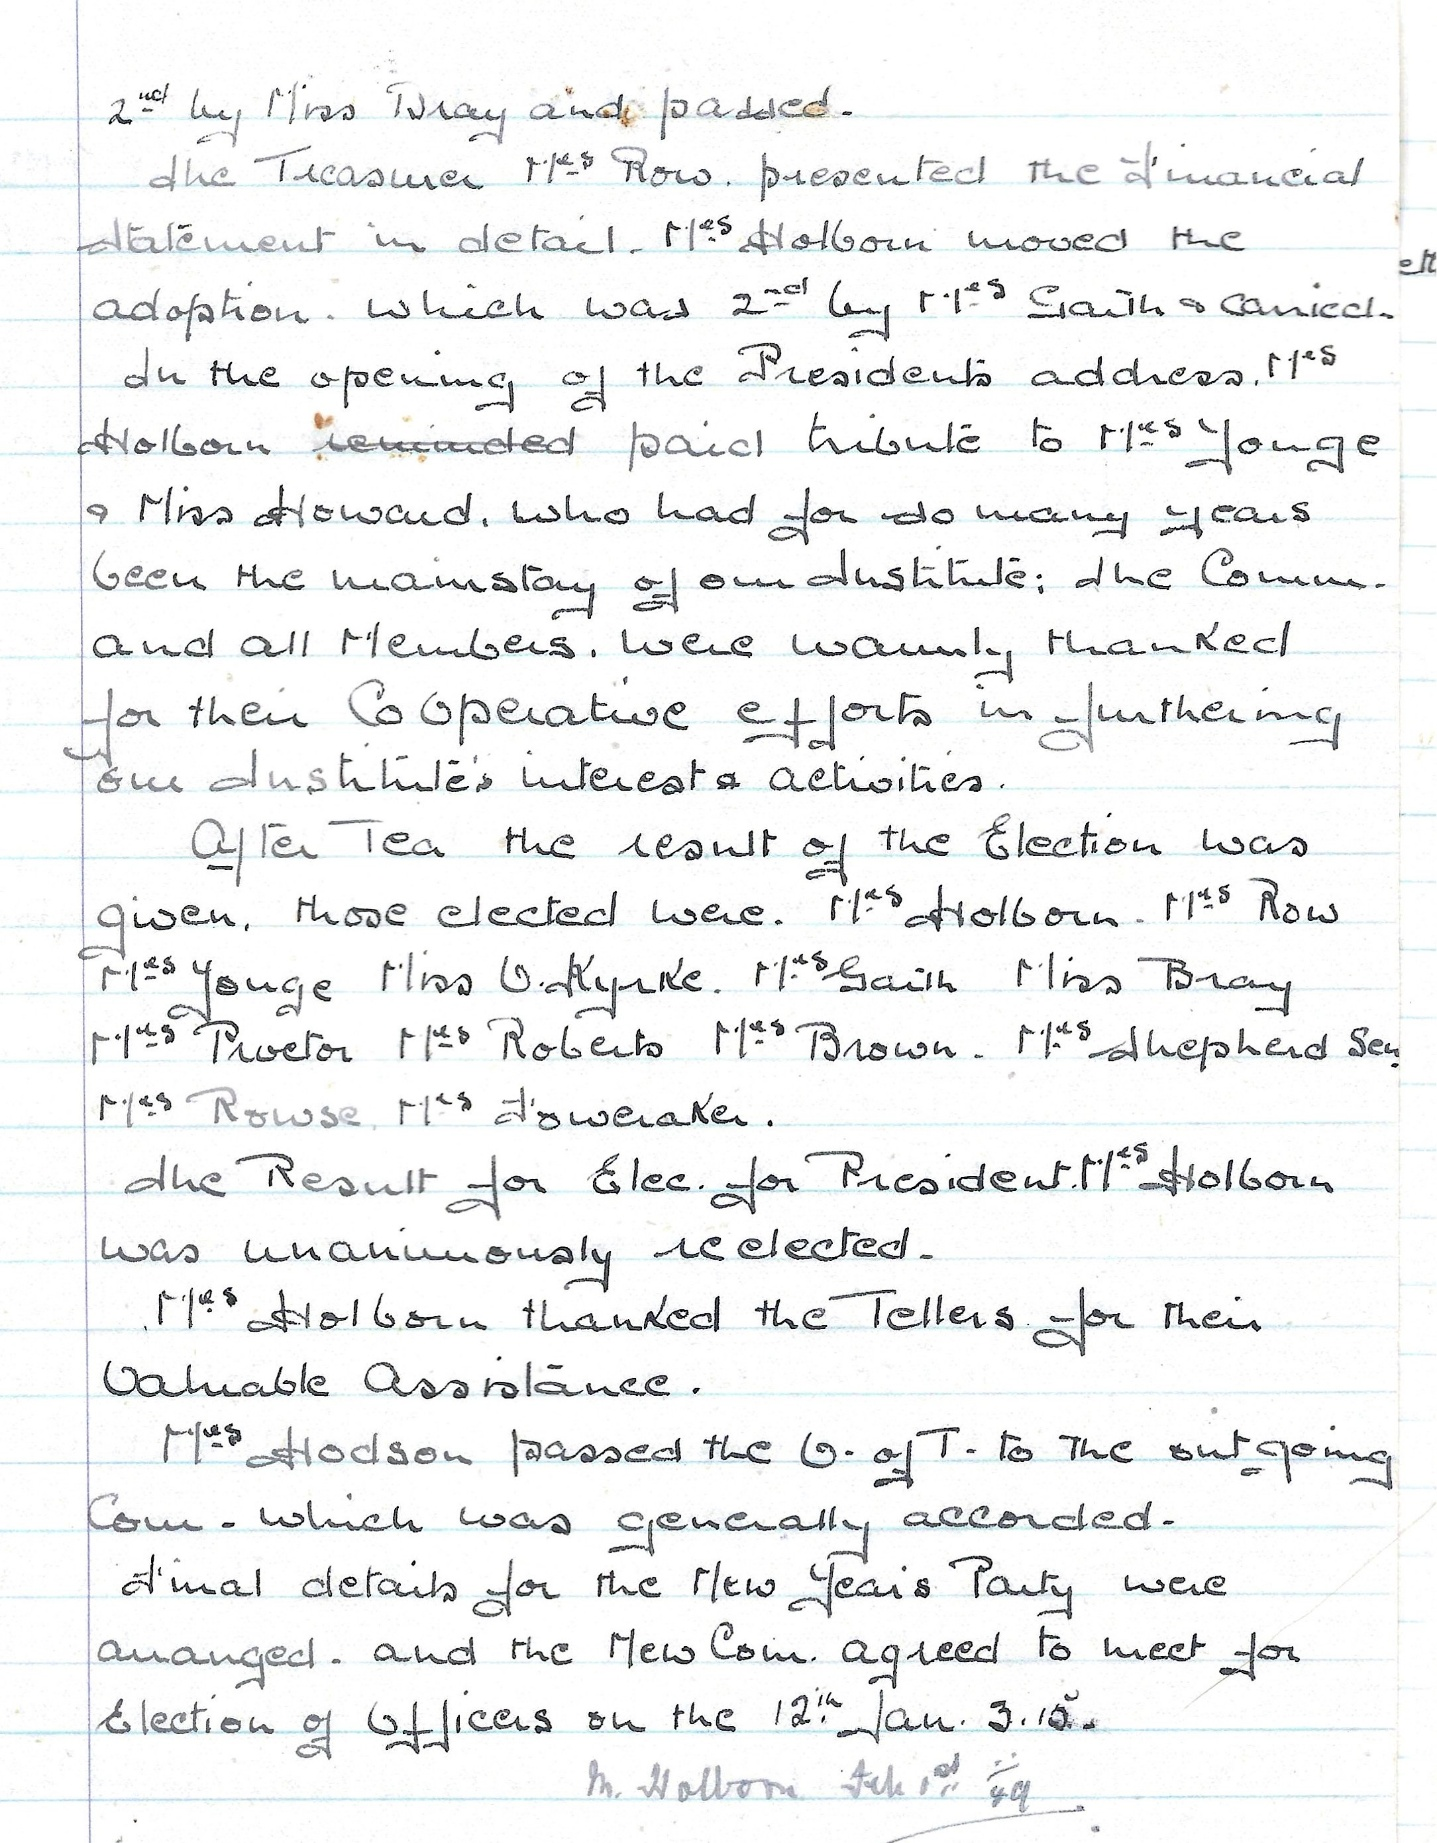 2nd by Miss Bray and passed.
The Treasurer Mrs Row. presented the Financial
Statement in detail. Mrs Holborn moved the
adoption. which was 2nd by Mrs Gaith & carried.
In the opening of the Presidents address. Mrs
Holborn reminded paid tribute to Mrs Yonge
& Miss Howard. who had for so many years
been the mainstay of our Institute; The Comm.
and all Members. were warmly thanked
for their CoOperative efforts in furthering
our Institute's interest & activities.
After Tea the result of the Election was
given. those elected were. Mrs Holborn. Mrs Row
Mrs Yonge Miss V. Kyrke. Mrs Gaith Miss Bray
Mrs Proctor Mrs Roberts Mrs Brown. Mrs Shepherd Sen.
Mrs Rowse. Mrs Foweraker.
The Result for Elec. for President. Mrs Holborn
was unanimously reelected.
Mrs Holborn thanked the Tellers for their
Valuable Assistance.
Mrs Hodson passed the V. of T. to the outgoing
Com. which was generally accorded.
Final details for the New Year's Party were
arranged. and the New Com. agreed to meet for
Election of Officers on the 12th Jan. 3.15.
M. Holborn Feb 1st 49